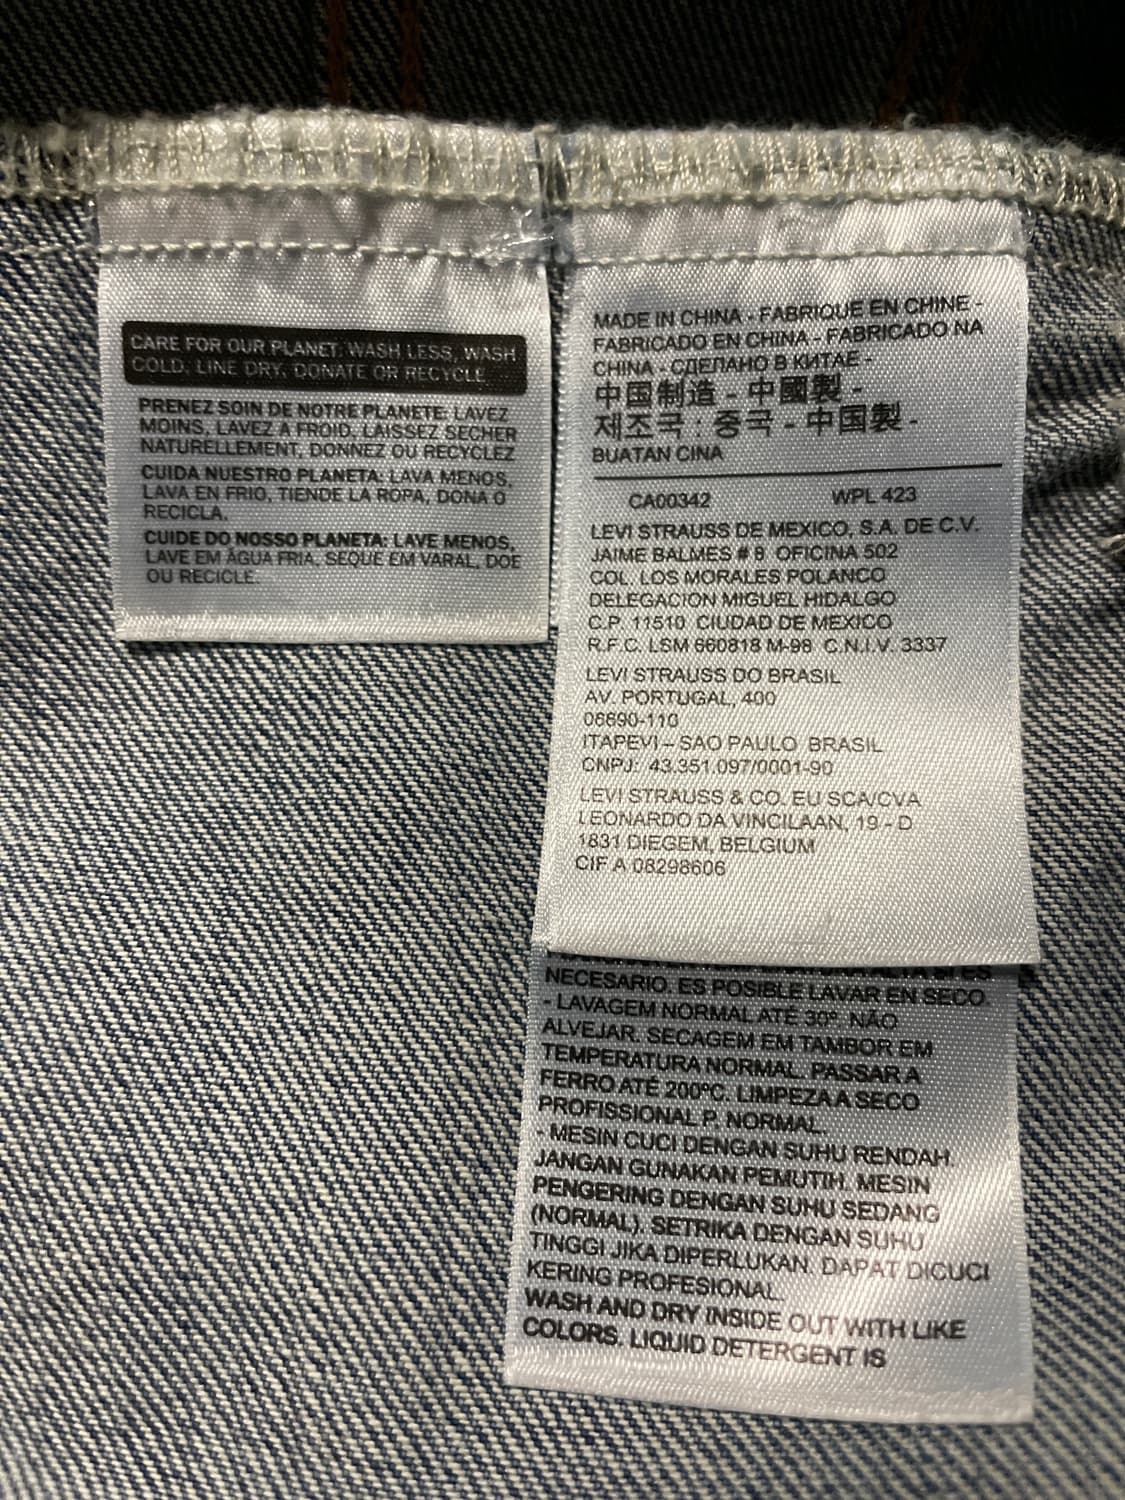 CARE FOR OUR PLANET: WASH LESS, WASH
COLD, LINE DRY, DONATE OR RECYCLE
PRENEZ SOIN DE NOTRE PLANETE: LAVEZ
MOINS, LAVEZ A FROID, LAISSEZ SECHER
NATURELLEMENT, DONNEZ OU RECYCLEZ
CUIDA NUESTRO PLANETA: LAVA MENOS,
LAVA EN FRIO, TIENDE LA ROPA, DONA O
RECICLA.
CUIDE DO NOSSO PLANETA: LAVE MENOS,
LAVE EM ÁGUA FRIA, SEQUE EM VARAL, DOE
OU RECICLE.
MADE IN CHINA - FABRIQUE EN CHINE -
FABRICADO EN CHINA - FABRICADO NA
CHINA - СДЕЛАНО В КИТАЕ -
中国制造 - 中國製 -
제조국 : 중국 - 中国製 -
BUATAN CINA
CA00342 WPL 423
LEVI STRAUSS DE MEXICO, S.A. DE C.V.
JAIME BALMES # 8 OFICINA 502
COL. LOS MORALES POLANCO
DELEGACION MIGUEL HIDALGO
C.P. 11510 CIUDAD DE MEXICO
R.F.C. LSM 660818 M-98 C.N.I.V. 3337
LEVI STRAUSS DO BRASIL
AV. PORTUGAL, 400
06690-110
ITAPEVI – SAO PAULO BRASIL
CNPJ: 43.351.097/0001-90
LEVI STRAUSS & CO. EU SCA/CVA
LEONARDO DA VINCILAAN, 19 - D
1831 DIEGEM, BELGIUM
CIF A 08298606
ALTA SI ES
NECESARIO. ES POSIBLE LAVAR EN SECO
- LAVAGEM NORMAL ATÉ 30º. NÃO
ALVEJAR. SECAGEM EM TAMBOR EM
TEMPERATURA NORMAL. PASSAR A
FERRO ATÉ 200ºC. LIMPEZA A SECO
PROFISSIONAL P, NORMAL.
- MESIN CUCI DENGAN SUHU RENDAH.
JANGAN GUNAKAN PEMUTIH. MESIN
PENGERING DENGAN SUHU SEDANG
(NORMAL). SETRIKA DENGAN SUHU
TINGGI JIKA DIPERLUKAN. DAPAT DICUCI
KERING PROFESIONAL.
WASH AND DRY INSIDE OUT WITH LIKE
COLORS. LIQUID DETERGENT IS